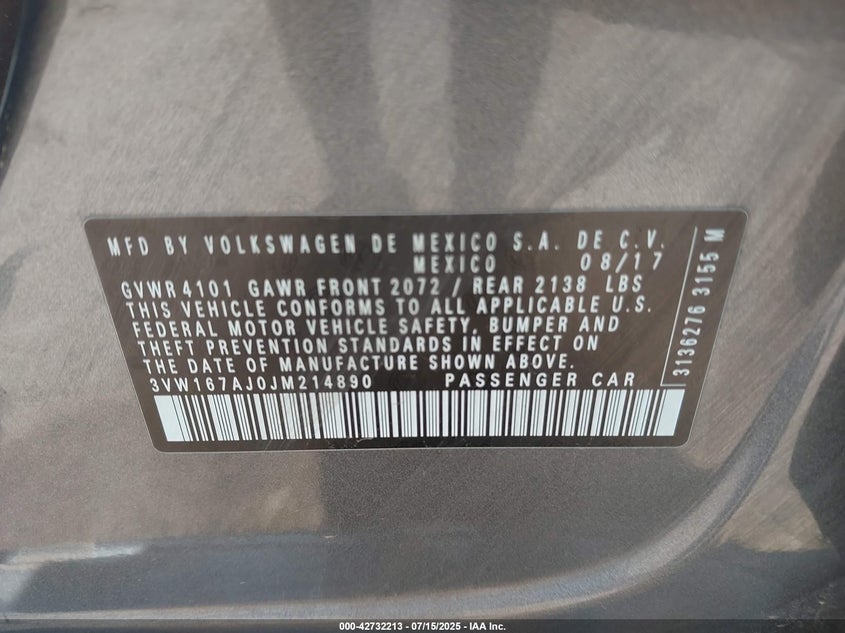 MFD BY VOLKSWAGEN DE MEXICO S.A. DE C.V.
MEXICO 08/17
GVWR 4101 GAWR FRONT 2072 / REAR 2138 LBS
THIS VEHICLE CONFORMS TO ALL APPLICABLE U.S.
FEDERAL MOTOR VEHICLE SAFETY, BUMPER AND
THEFT PREVENTION STANDARDS IN EFFECT ON
THE DATE OF MANUFACTURE SHOWN ABOVE.
3VW167AJ0JM214890 PASSENGER CAR
3136276 3155 M
000-42732213 - 07/15/2025 - IAA Inc.